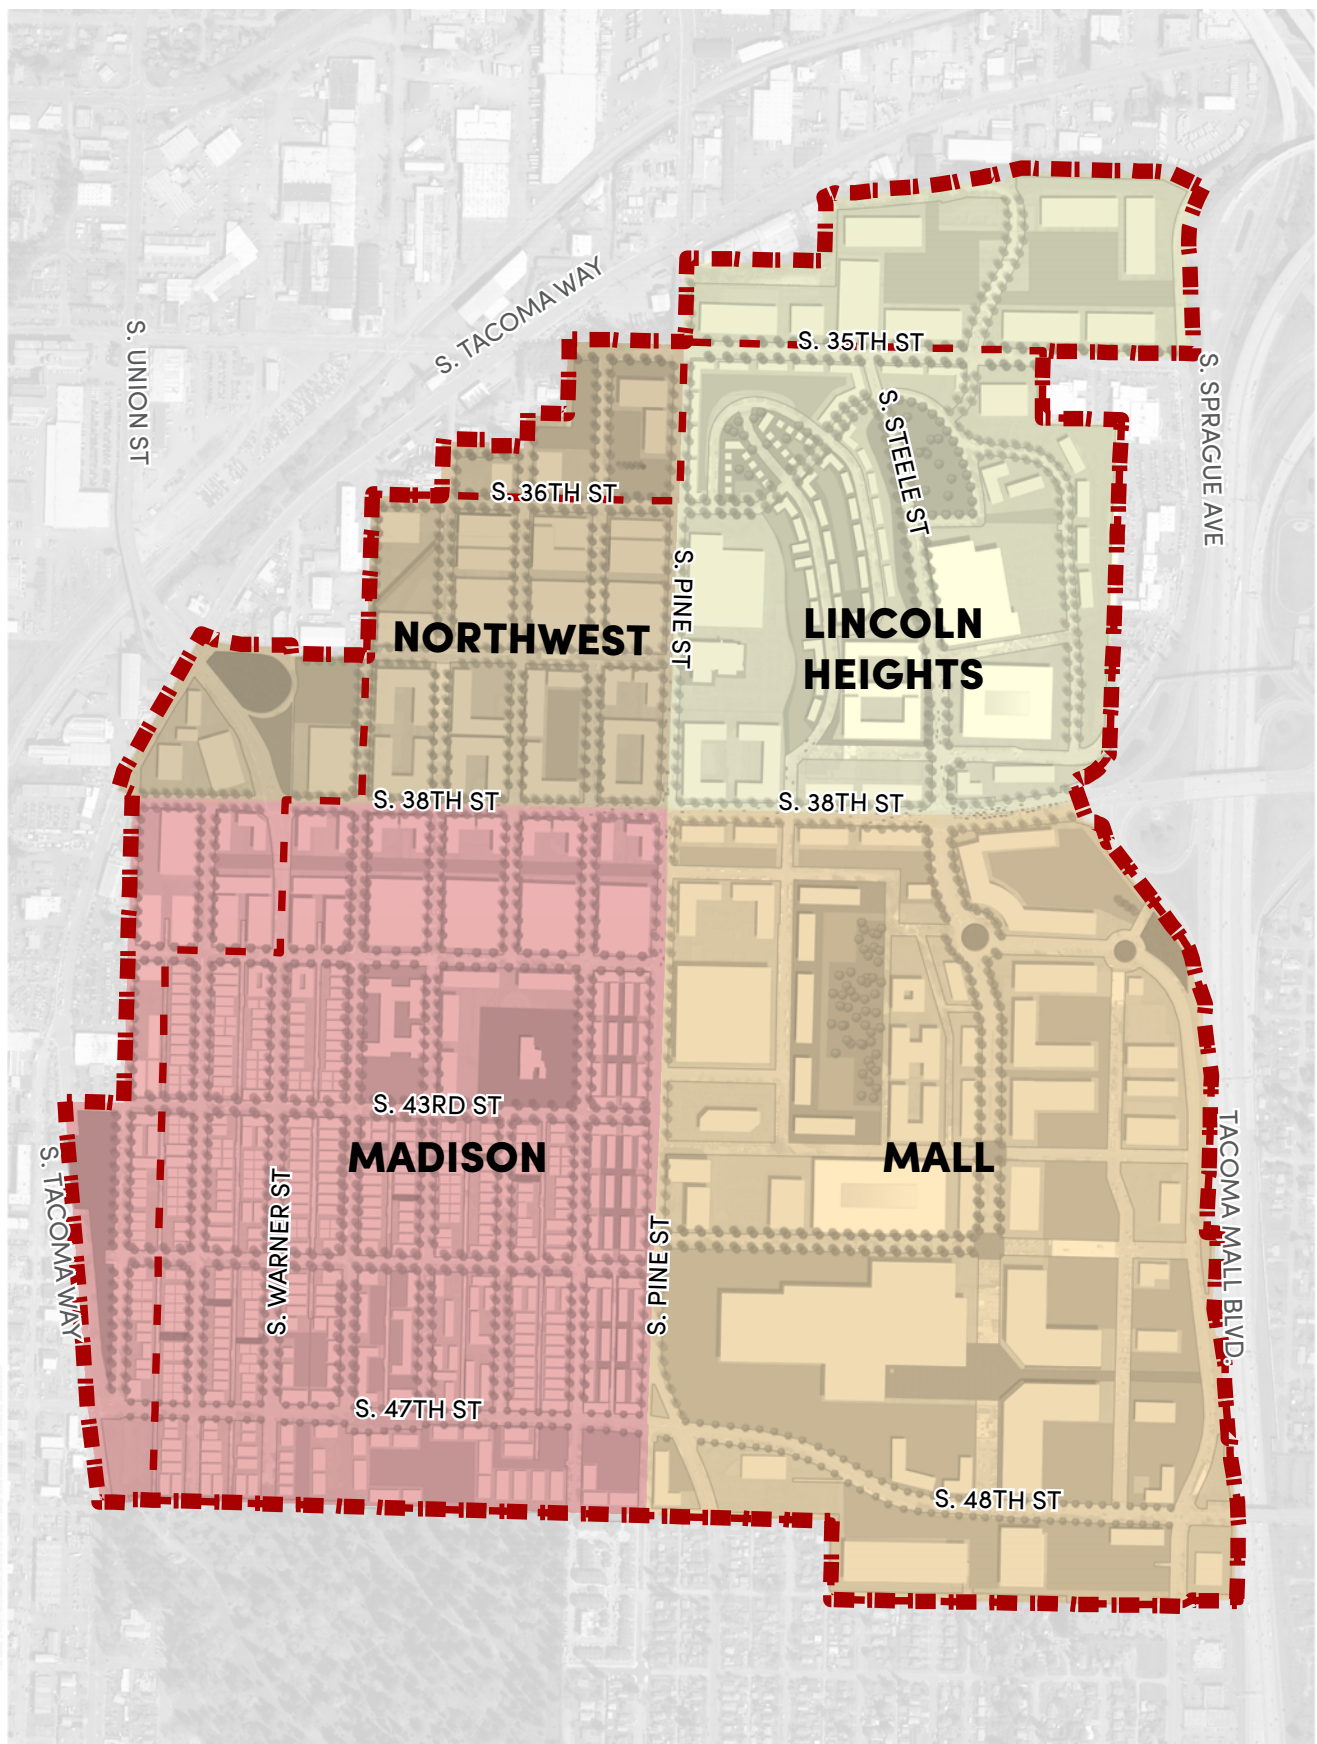 S. UNION ST
S. TACOMA WAY
S. 35TH ST
S. STEELE ST
S. SPRAGUE AVE
S. 36TH ST
S. PINE ST
NORTHWEST
LINCOLN
HEIGHTS
S. 38TH ST
S. 38TH ST
S. 43RD ST
MADISON
MALL
S. TACOMA WAY
S. WARNER ST
S. PINE ST
TACOMA MALL BLVD.
S. 47TH ST
S. 48TH ST